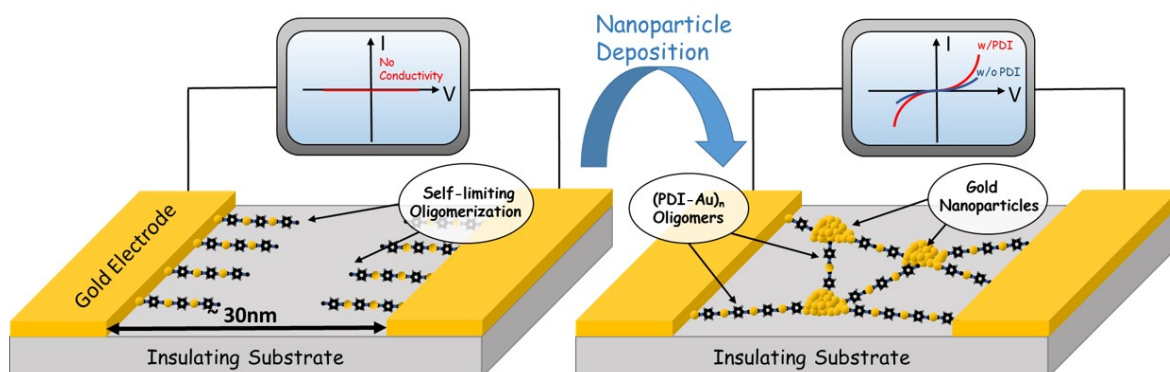 I
No
Conductivity
V
Nanoparticle
Deposition
I
w/PDI
w/o PDI
V
Self-limiting
Oligomerization
(PDI-Au)n
Oligomers
Gold
Nanoparticles
Gold Electrode
~ 30nm
Insulating Substrate
Insulating Substrate